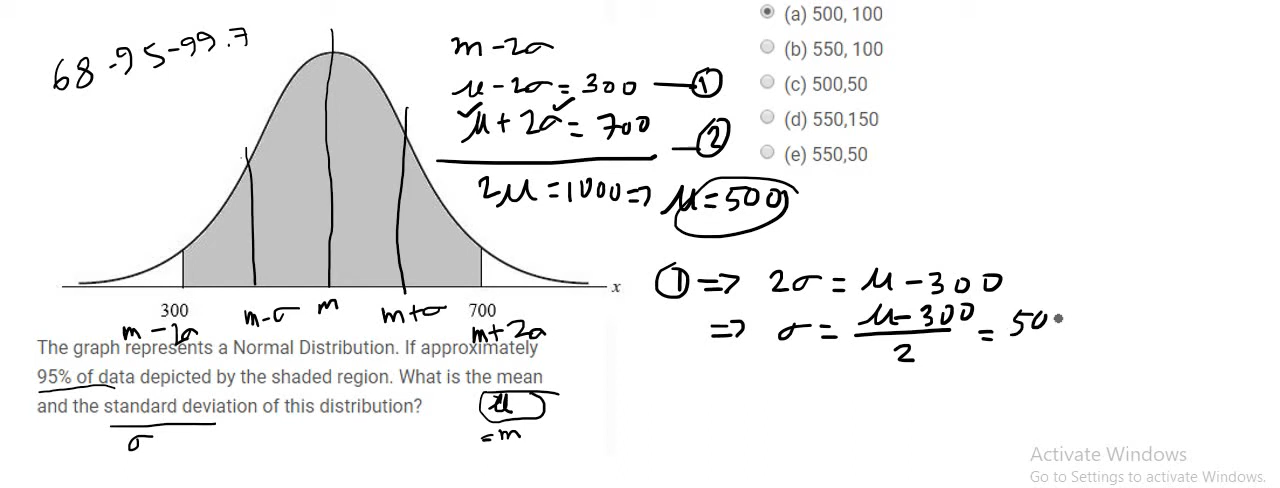 68-95-99.7
m-2σ
μ-2σ=300 —①
μ+2σ=700 —②
2μ=1000=> μ=500
(a) 500, 100
(b) 550, 100
(c) 500,50
(d) 550,150
(e) 550,50
①=> 2σ=μ-300
=> σ=μ-300/2=50
x
300
700
m-2σ
m-σ
m
m+σ
m+2σ
The graph represents a Normal Distribution. If approximately
95% of data depicted by the shaded region. What is the mean
and the standard deviation of this distribution?
σ
μ
=m
Activate Windows
Go to Settings to activate Windows.